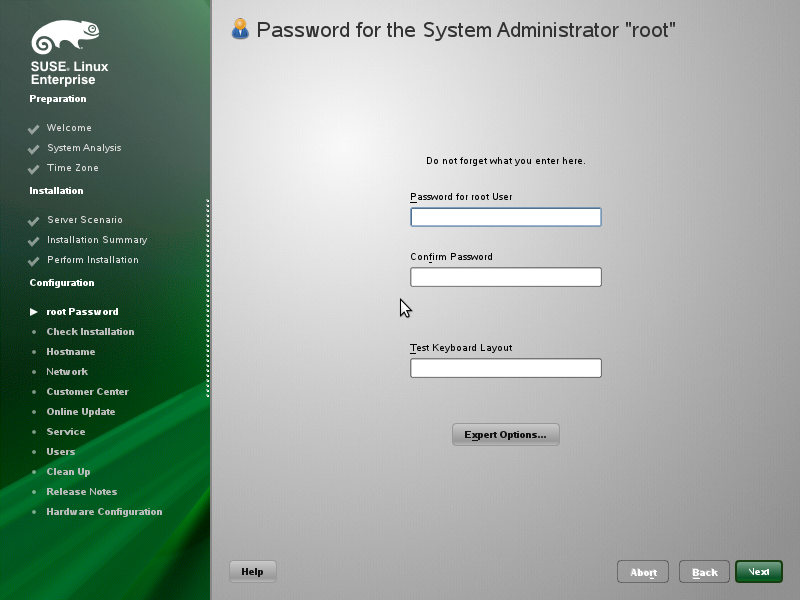 SUSE. Linux
Enterprise
Preparation
Welcome
System Analysis
Time Zone
Installation
Server Scenario
Installation Summary
Perform Installation
Configuration
root Password
Check Installation
Hostname
Network
Customer Center
Online Update
Service
Users
Clean Up
Release Notes
Hardware Configuration
Password for the System Administrator "root"
Do not forget what you enter here.
Password for root User
Confirm Password
Test Keyboard Layout
Expert Options...
Help
Abort
Back
Next